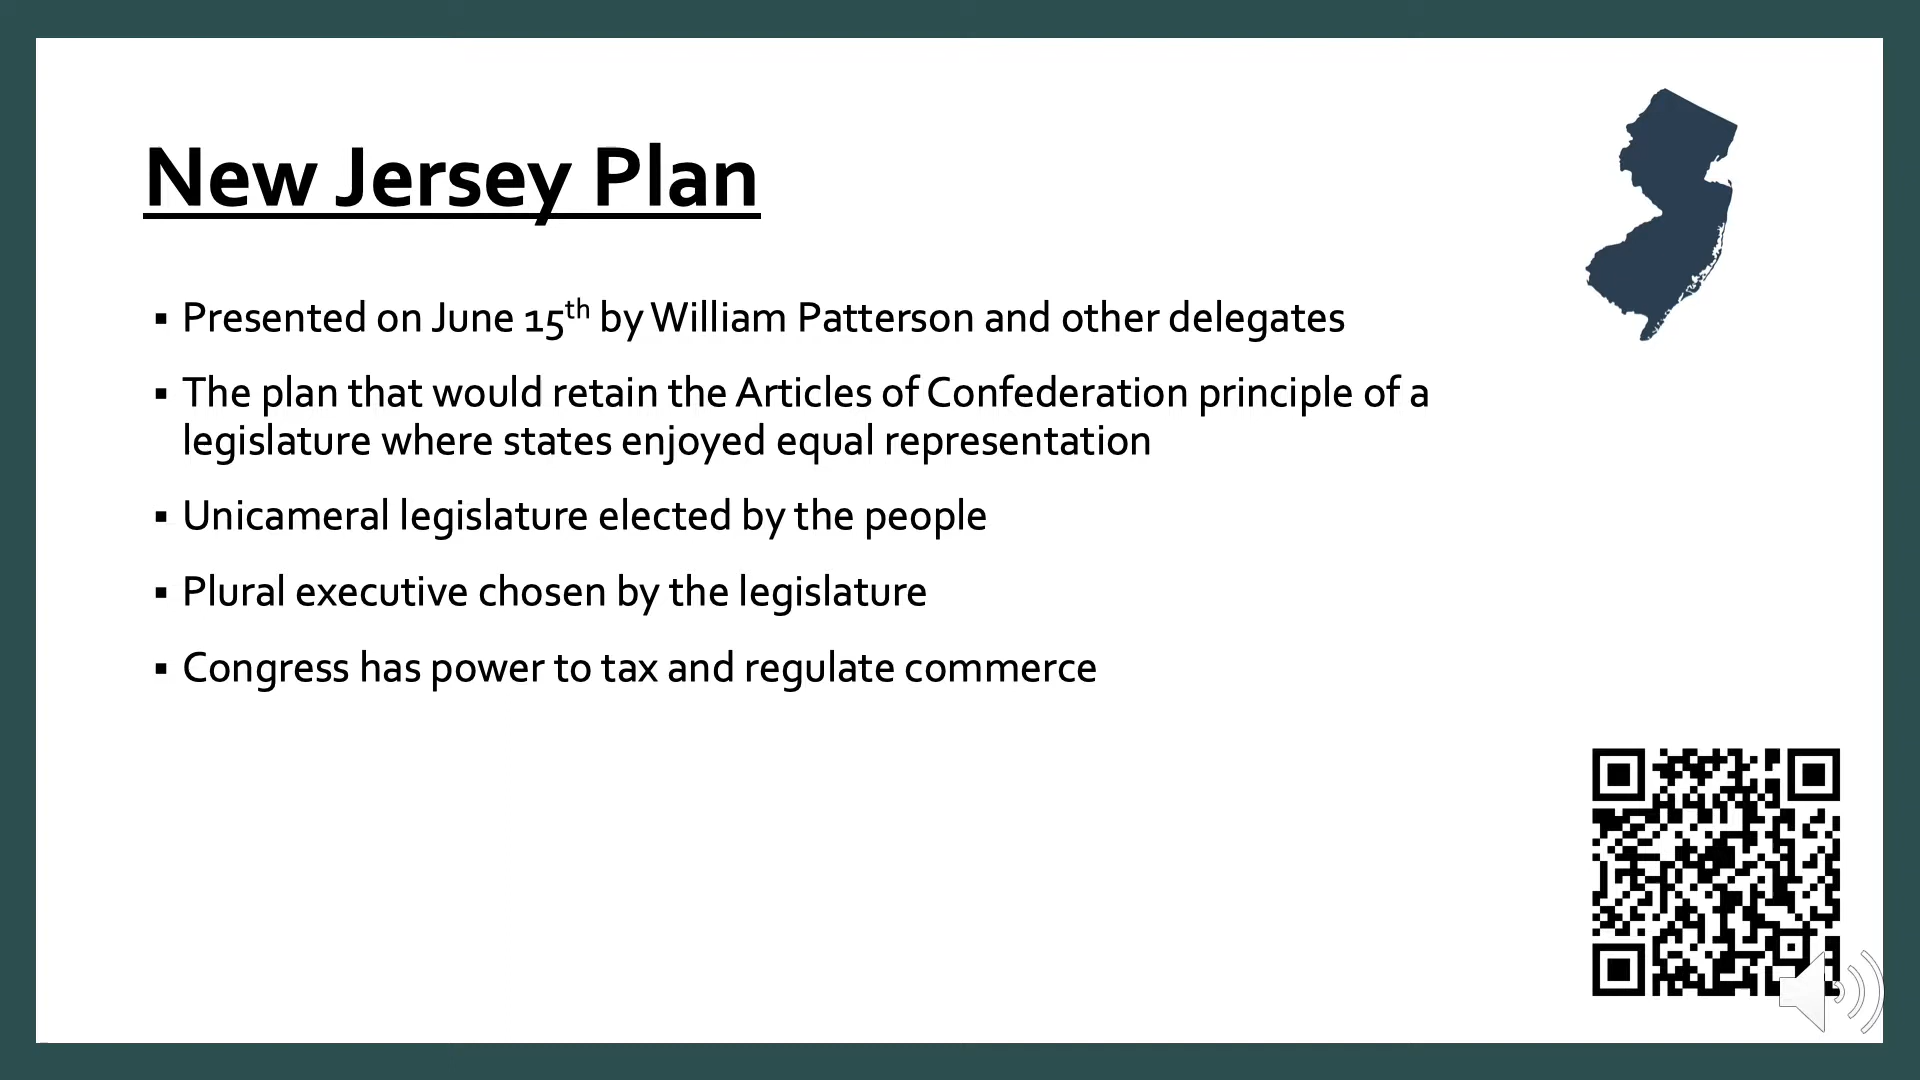 New Jersey Plan
▪ Presented on June 15th by William Patterson and other delegates
▪ The plan that would retain the Articles of Confederation principle of a
legislature where states enjoyed equal representation
▪ Unicameral legislature elected by the people
▪ Plural executive chosen by the legislature
▪ Congress has power to tax and regulate commerce